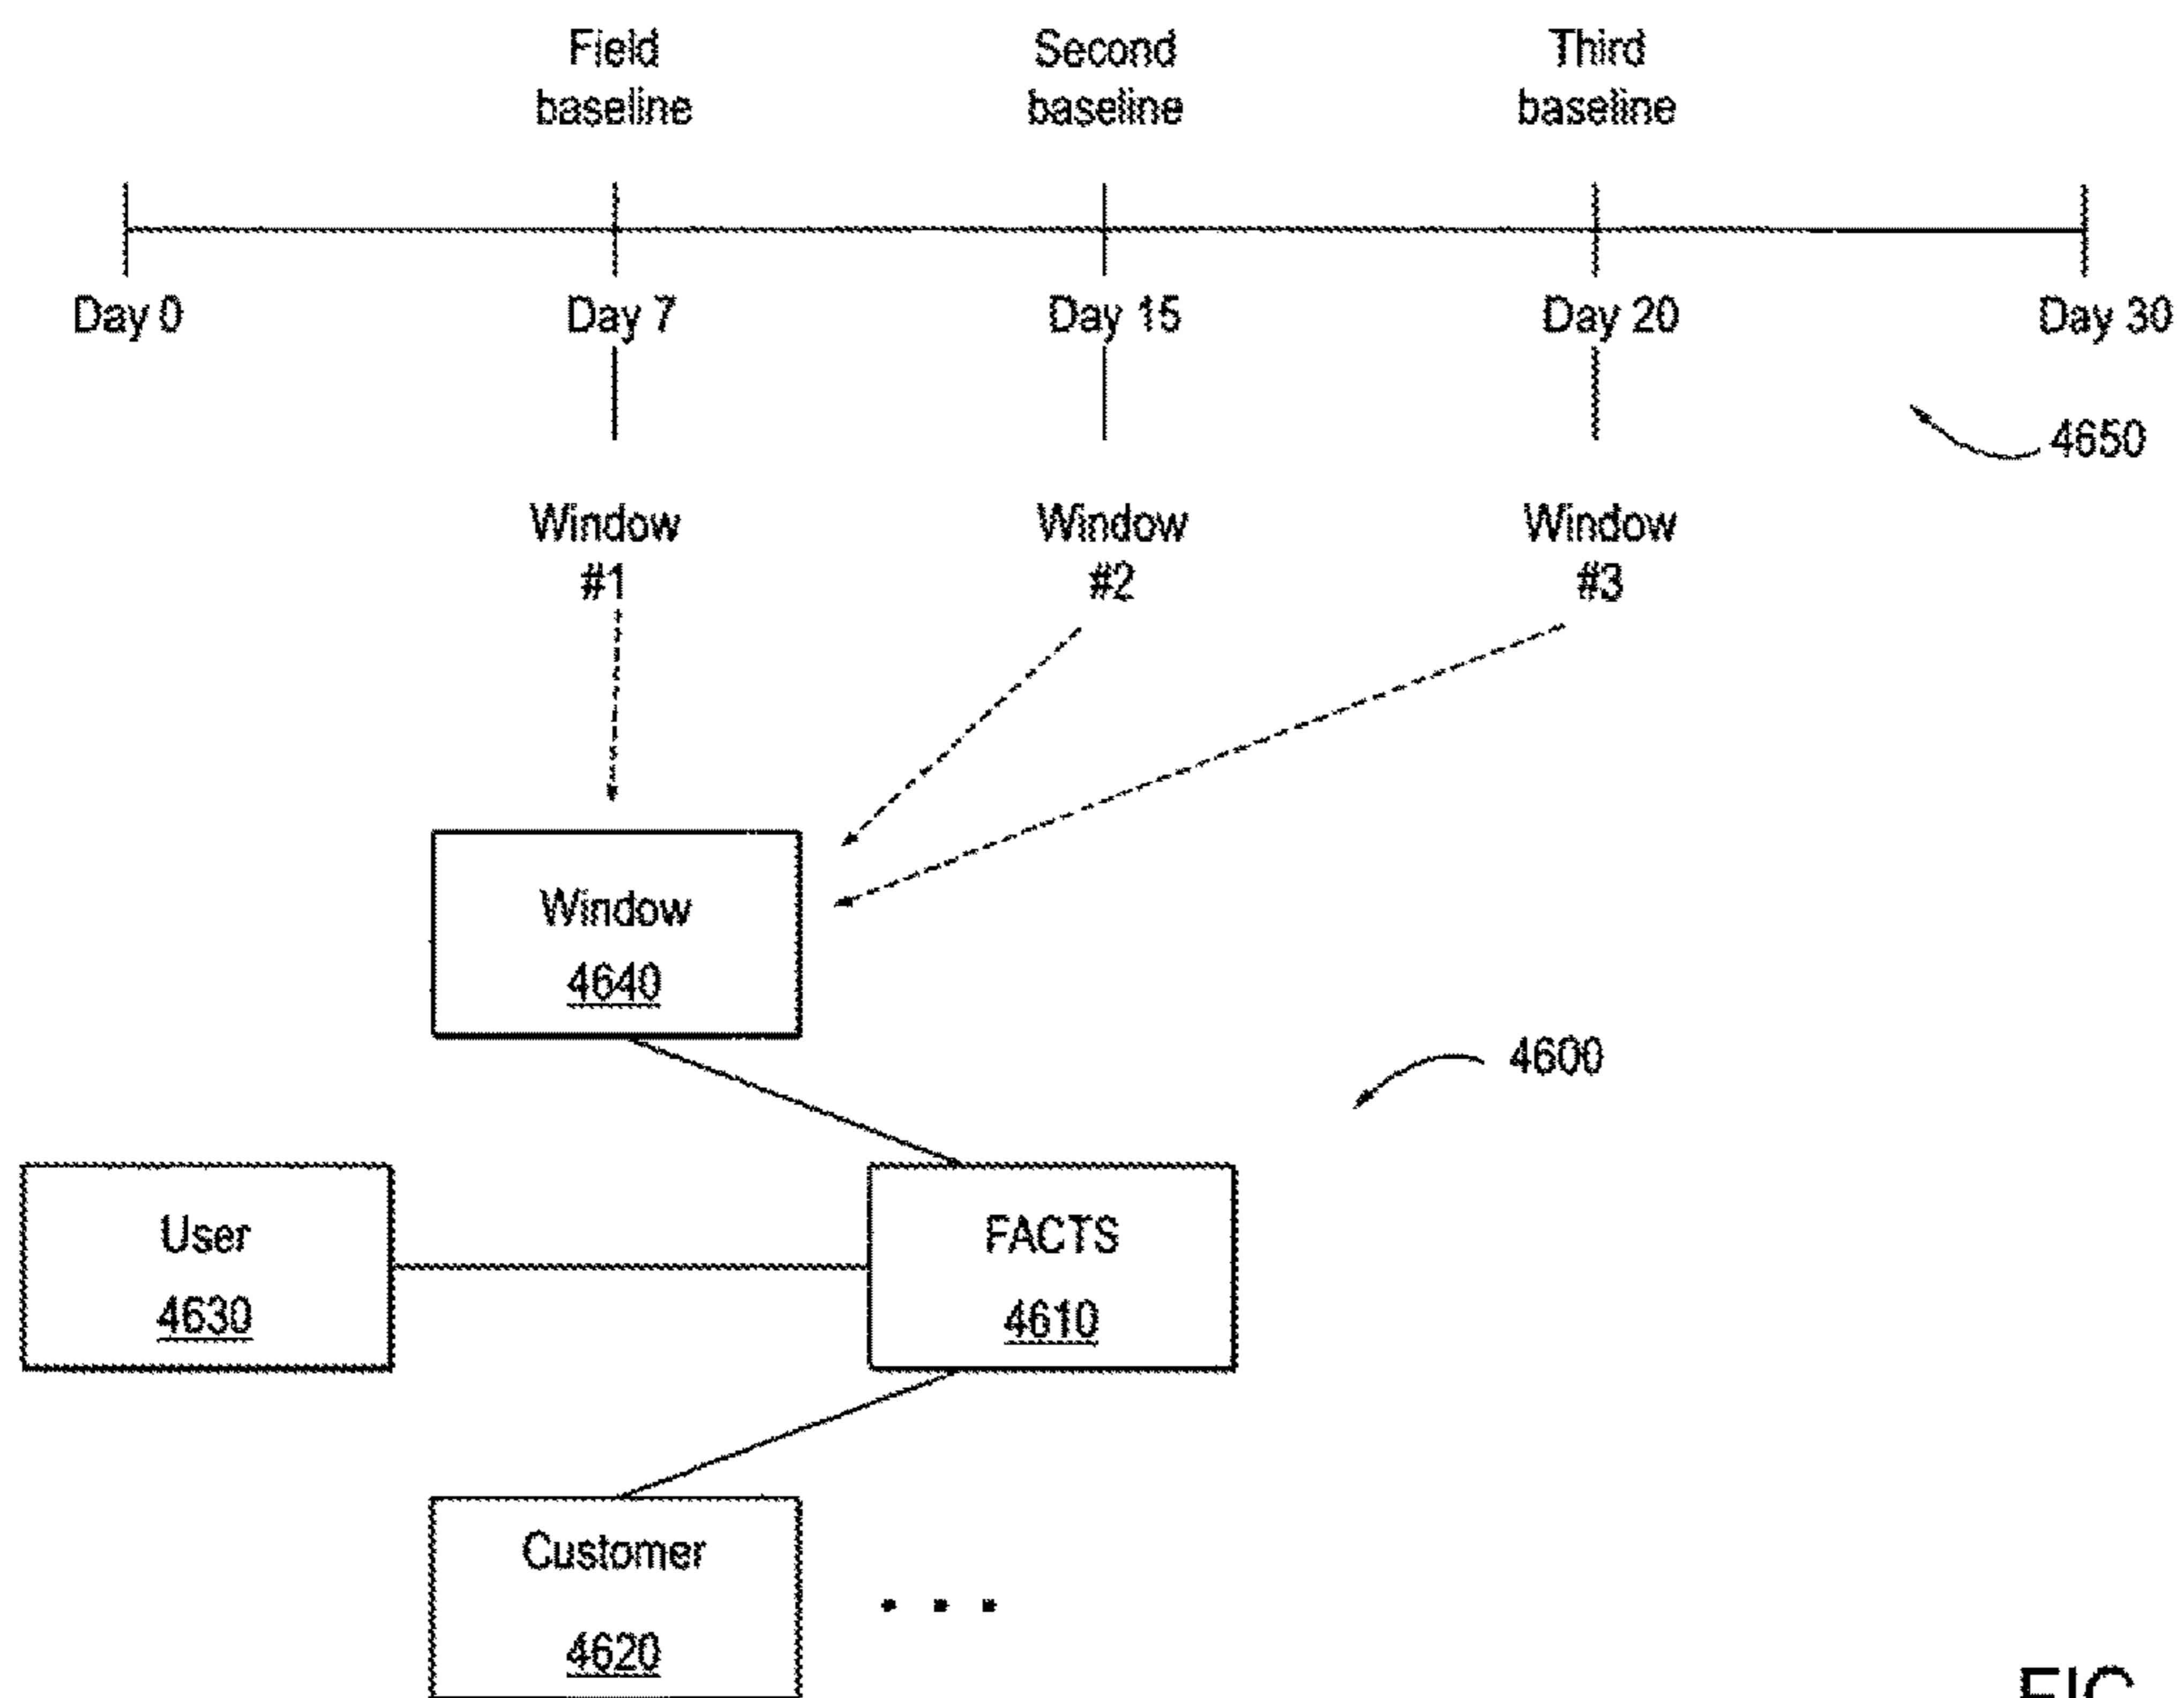 Field
baseline
Second
baseline
Third
baseline
Day 0
Day 7
Day 15
Day 20
Day 30
4650
Window
#1
Window
#2
Window
#3
Window
4640
4600
User
4630
FACTS
4610
Customer
4620
. . .